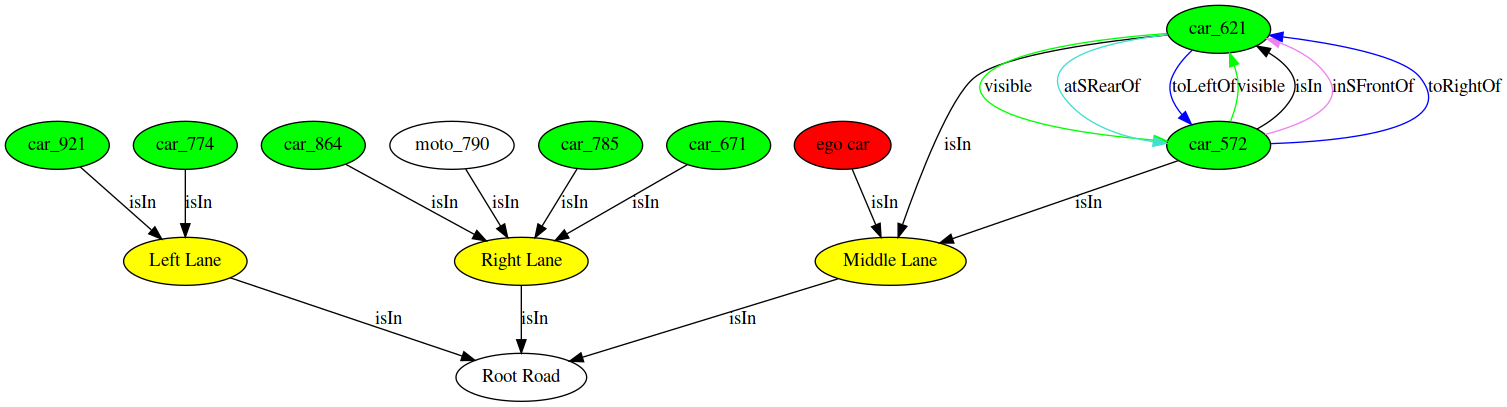 car_621
visible
atSRearOf
toLeftOf
visible
isIn
inSFrontOf
toRightOf
car_921
car_774
car_864
moto_790
car_785
car_671
ego car
isIn
car_572
isIn
isIn
isIn
isIn
isIn
isIn
isIn
isIn
Left Lane
Right Lane
Middle Lane
isIn
isIn
isIn
Root Road